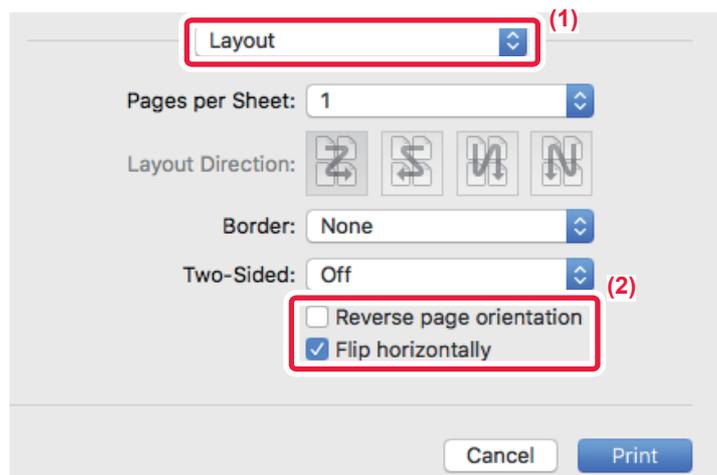 (1)
Layout
Pages per Sheet: 1
Layout Direction:
Border: None
Two-Sided: Off
(2)
Reverse page orientation
Flip horizontally
Cancel Print